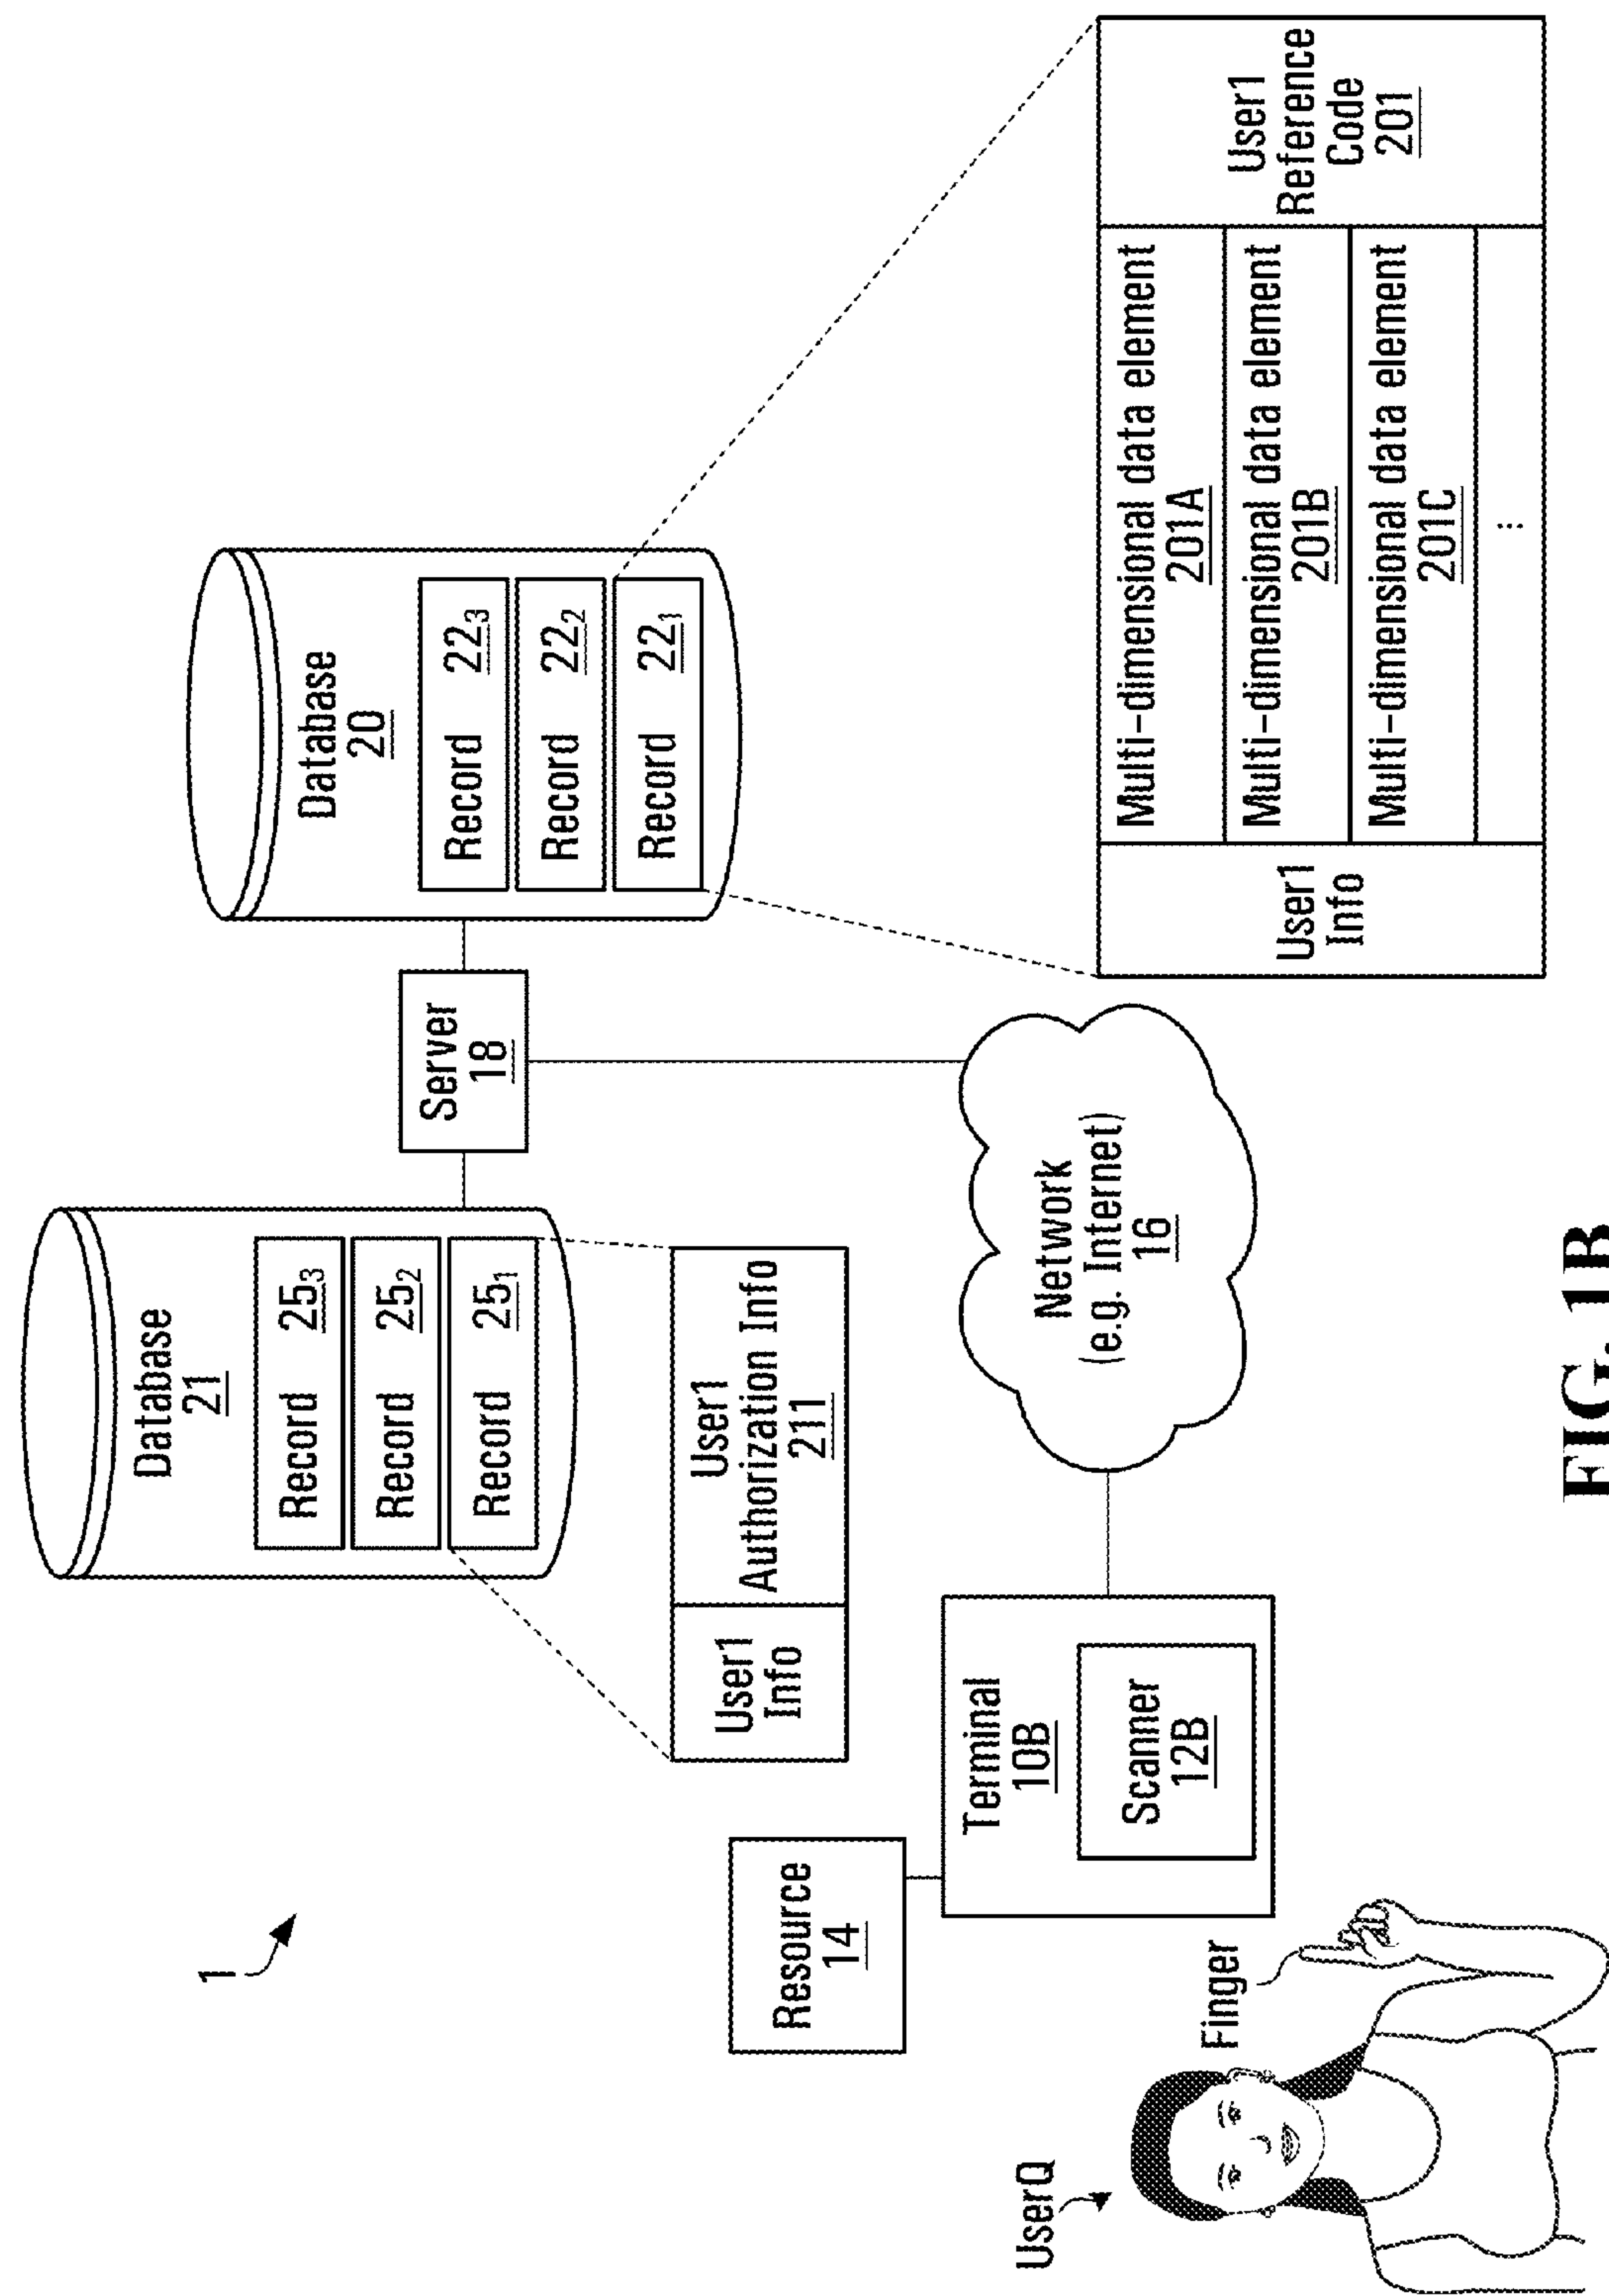 1
Database
21
Record 25₃
Record 25₂
Record 25₁
User1
Info
User1
Authorization Info
211
Server
18
Database
20
Record 22₃
Record 22₂
Record 22₁
User1
Info
Multi-dimensional data element
201A
Multi-dimensional data element
201B
Multi-dimensional data element
201C
...
User1
Reference
Code
201
Resource
14
Terminal
10B
Scanner
12B
Network
(e.g. Internet)
16
UserQ
Finger
FIG. 1B